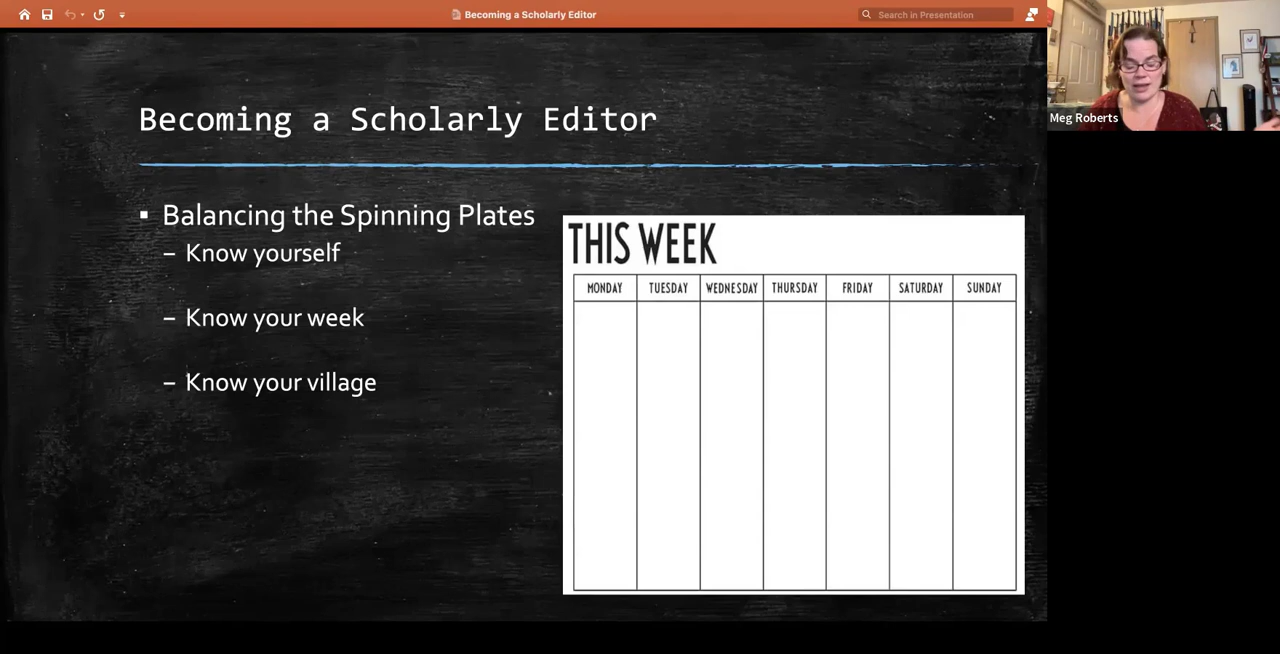 Becoming a Scholarly Editor
Search in Presentation
Meg Roberts
Becoming a Scholarly Editor
▪ Balancing the Spinning Plates
– Know yourself
– Know your week
– Know your village
THIS WEEK
MONDAY TUESDAY WEDNESDAY THURSDAY FRIDAY SATURDAY SUNDAY